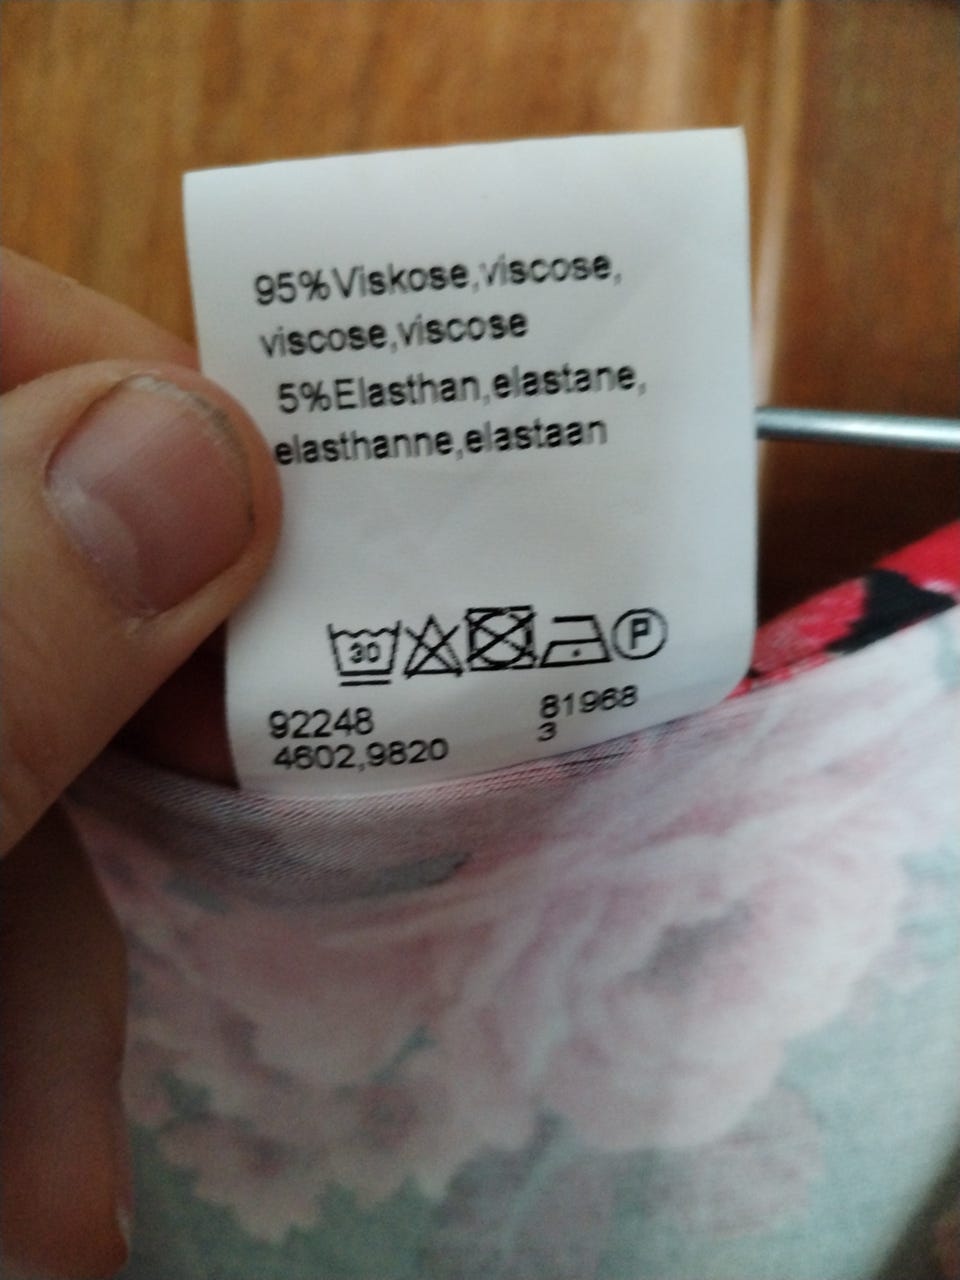 95%Viskose,viscose,
viscose,viscose
5%Elasthan,elastane,
elasthanne,elastaan
30 P
92248 81968
4602,9820 3